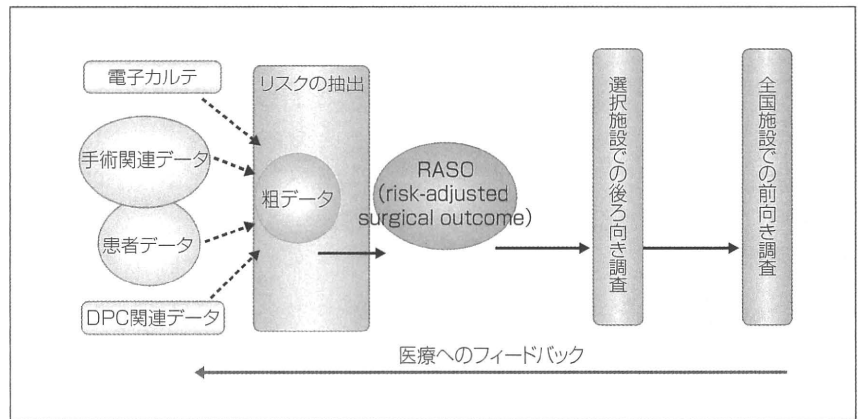 電子カルテ
手術関連データ
患者データ
DPC関連データ
リスクの抽出
粗データ
RASO
(risk-adjusted
surgical outcome)
選択施設での後ろ向き調査
全国施設での前向き調査
医療へのフィードバック